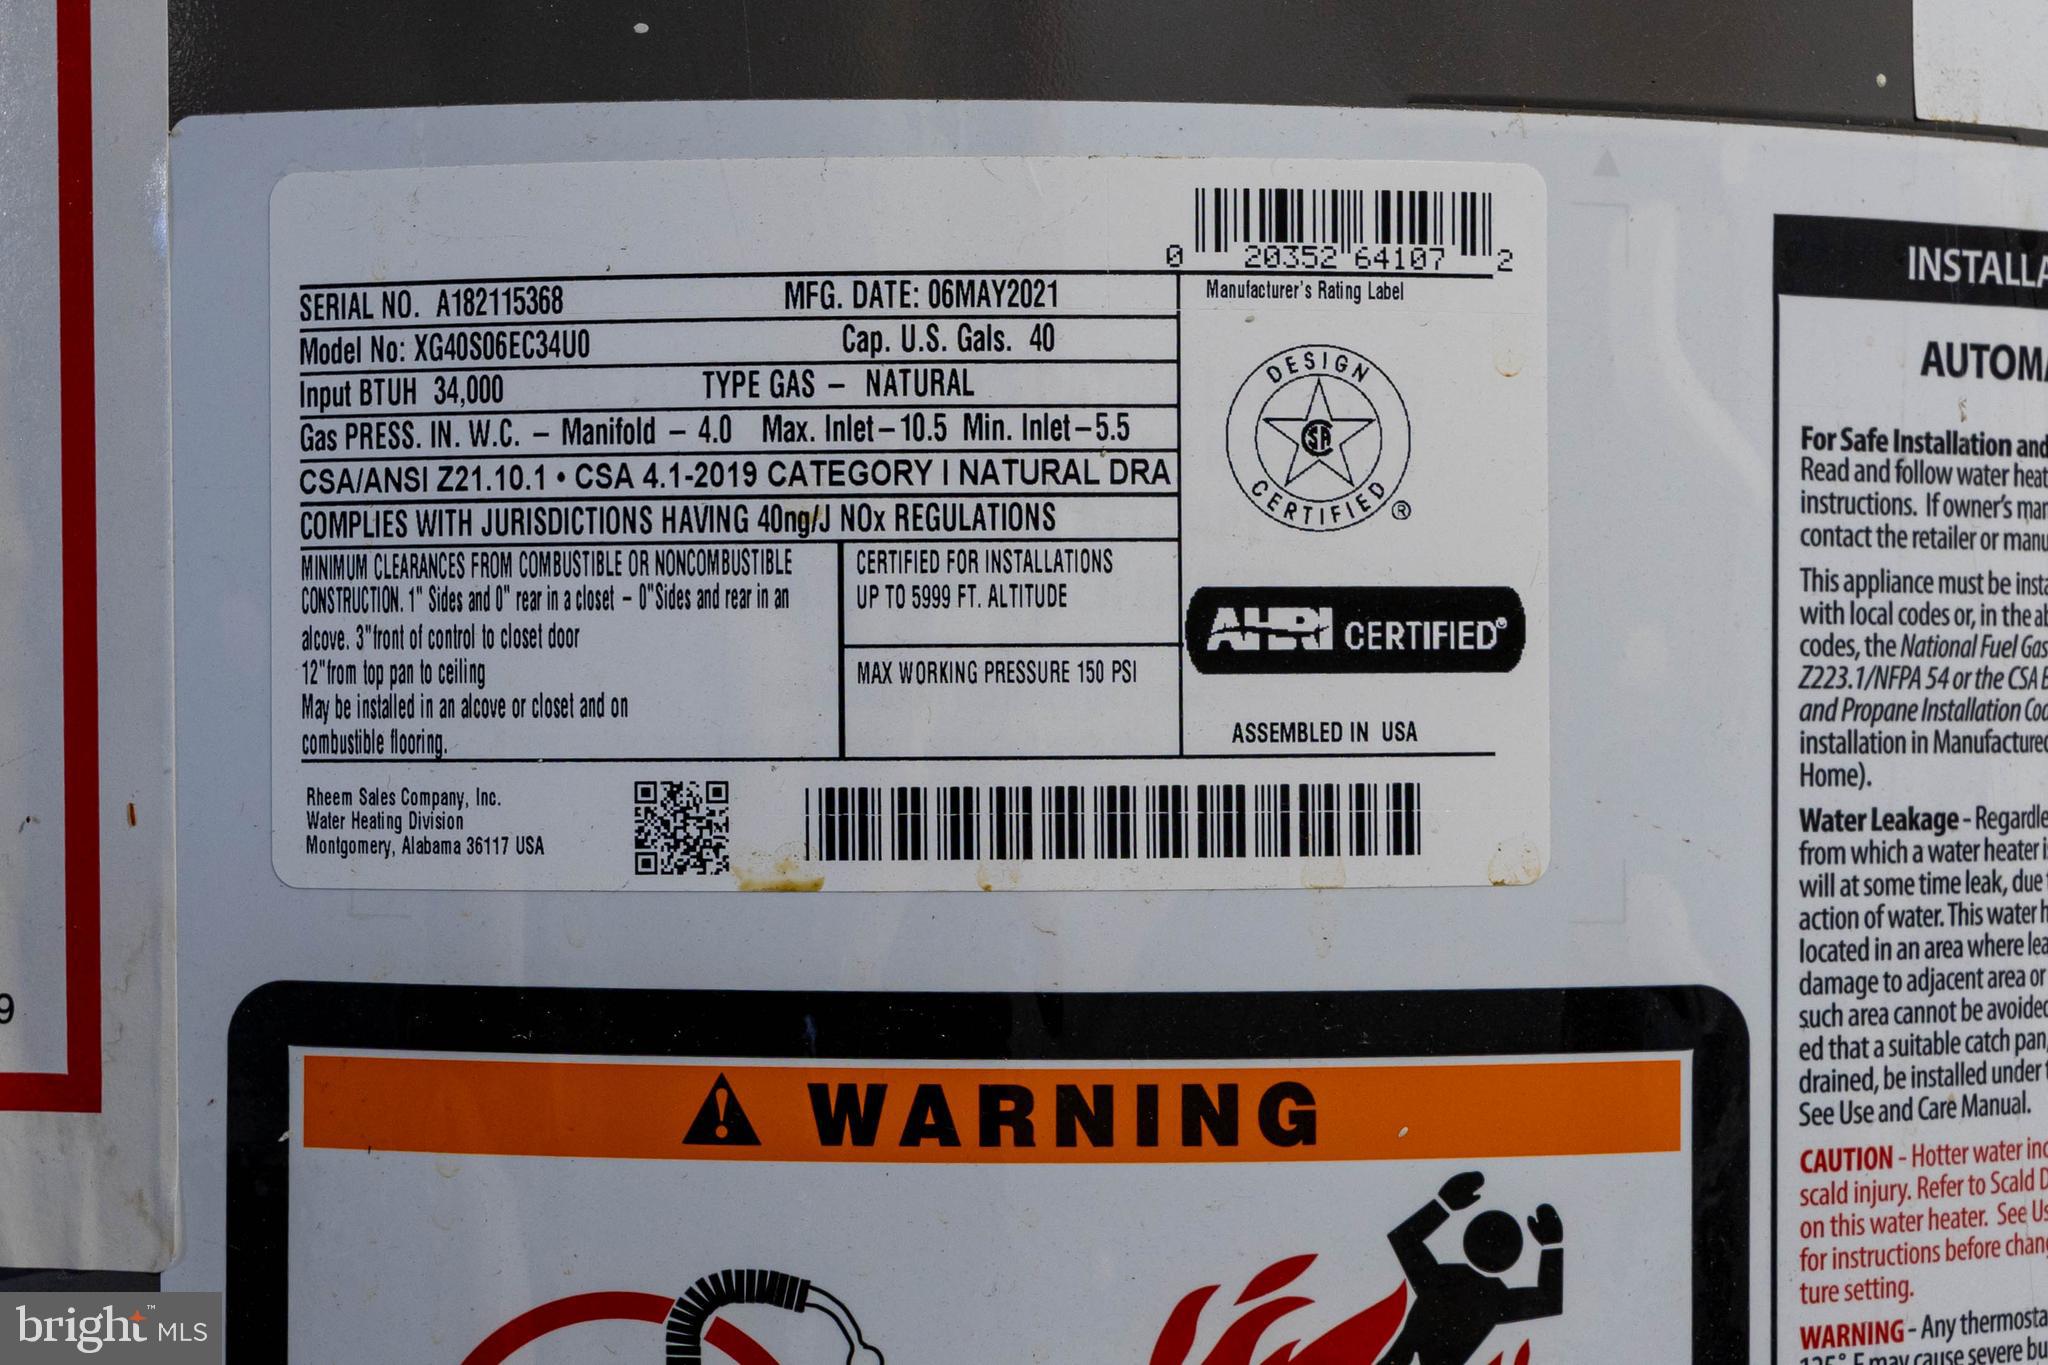 0 20352 64107 2
SERIAL NO. A182115368 MFG. DATE: 06MAY2021
Model No: XG40S06EC34U0 Cap. U.S. Gals. 40
Input BTUH 34,000 TYPE GAS – NATURAL
Gas PRESS. IN. W.C. – Manifold – 4.0 Max. Inlet–10.5 Min. Inlet–5.5
CSA/ANSI Z21.10.1 • CSA 4.1-2019 CATEGORY I NATURAL DRA
COMPLIES WITH JURISDICTIONS HAVING 40ng/J NOx REGULATIONS
MINIMUM CLEARANCES FROM COMBUSTIBLE OR NONCOMBUSTIBLE
CONSTRUCTION. 1" Sides and 0" rear in a closet – 0"Sides and rear in an
alcove. 3"front of control to closet door
12"from top pan to ceiling
May be installed in an alcove or closet and on
combustible flooring.
CERTIFIED FOR INSTALLATIONS
UP TO 5999 FT. ALTITUDE
MAX WORKING PRESSURE 150 PSI
Manufacturer's Rating Label
DESIGN
CSA
CERTIFIED ®
AHRI CERTIFIED®
ASSEMBLED IN USA
Rheem Sales Company, Inc.
Water Heating Division
Montgomery, Alabama 36117 USA
9
WARNING
INSTALLA
AUTOMA
For Safe Installation and
Read and follow water heat
instructions. If owner's man
contact the retailer or manu
This appliance must be insta
with local codes or, in the ab
codes, the National Fuel Gas
Z223.1/NFPA 54 or the CSA B
and Propane Installation Cod
installation in Manufactured
Home).
Water Leakage - Regardle
from which a water heater i
will at some time leak, due
action of water. This water h
located in an area where lea
damage to adjacent area or
such area cannot be avoided
ed that a suitable catch pan,
drained, be installed under
See Use and Care Manual.
CAUTION - Hotter water inc
scald injury. Refer to Scald D
on this water heater. See Us
for instructions before chang
ture setting.
WARNING - Any thermosta
125° F may cause severe bu
bright™ MLS